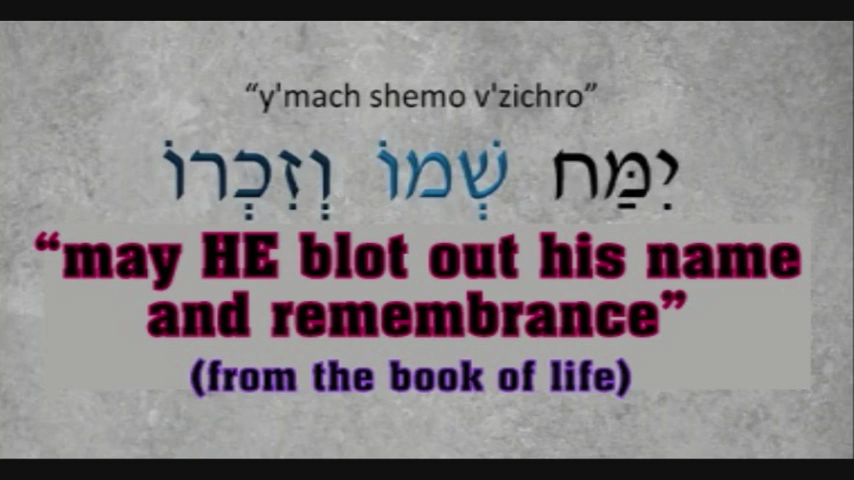 “y'mach shemo v'zichro”
יִמַּח שְׁמוֹ וְזִכְרוֹ
“may HE blot out his name
and remembrance”
(from the book of life)